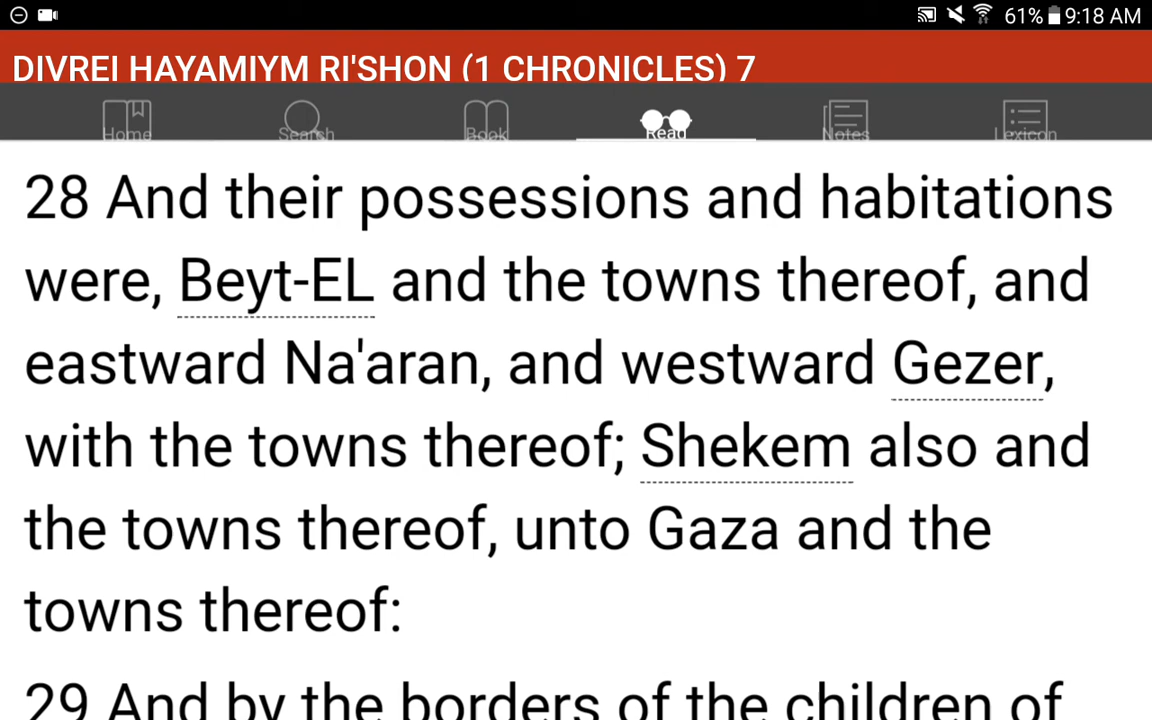 61% 9:18 AM
DIVREI HAYAMIYM RI'SHON (1 CHRONICLES) 7
Home Search Book Read Notes Lexicon
28 And their possessions and habitations
were, Beyt-EL and the towns thereof, and
eastward Na'aran, and westward Gezer,
with the towns thereof; Shekem also and
the towns thereof, unto Gaza and the
towns thereof:
29 And by the borders of the children of